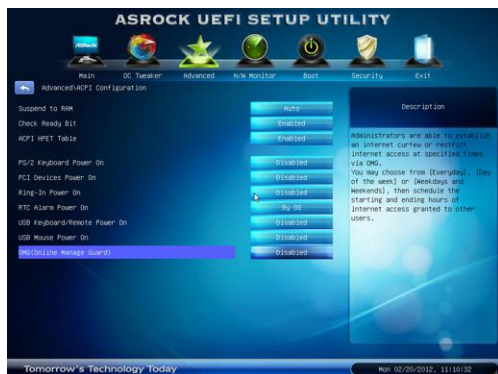 ASROCK UEFI SETUP UTILITY
ASRock
Main OC Tweaker Advanced H/W Monitor Boot Security Exit
Advanced\ACPI Configuration
Suspend to RAM Auto
Check Ready Bit Enabled
ACPI HPET Table Enabled
PS/2 Keyboard Power On Disabled
PCI Devices Power On Disabled
Ring-In Power On Disabled
RTC Alarm Power On By OS
USB Keyboard/Remote Power On Disabled
USB Mouse Power On Disabled
OMG(Online Manage Guard) Disabled
Description
Administrators are able to establish
an internet curfew or restrict
internet access at specified times
via OMG.
You may choose from [Everyday], [Day
of the week] or [Weekdays and
Weekends], then schedule the
starting and ending hours of
internet access granted to other
users.
Tomorrow's Technology Today
Mon 02/20/2012, 11:10:32